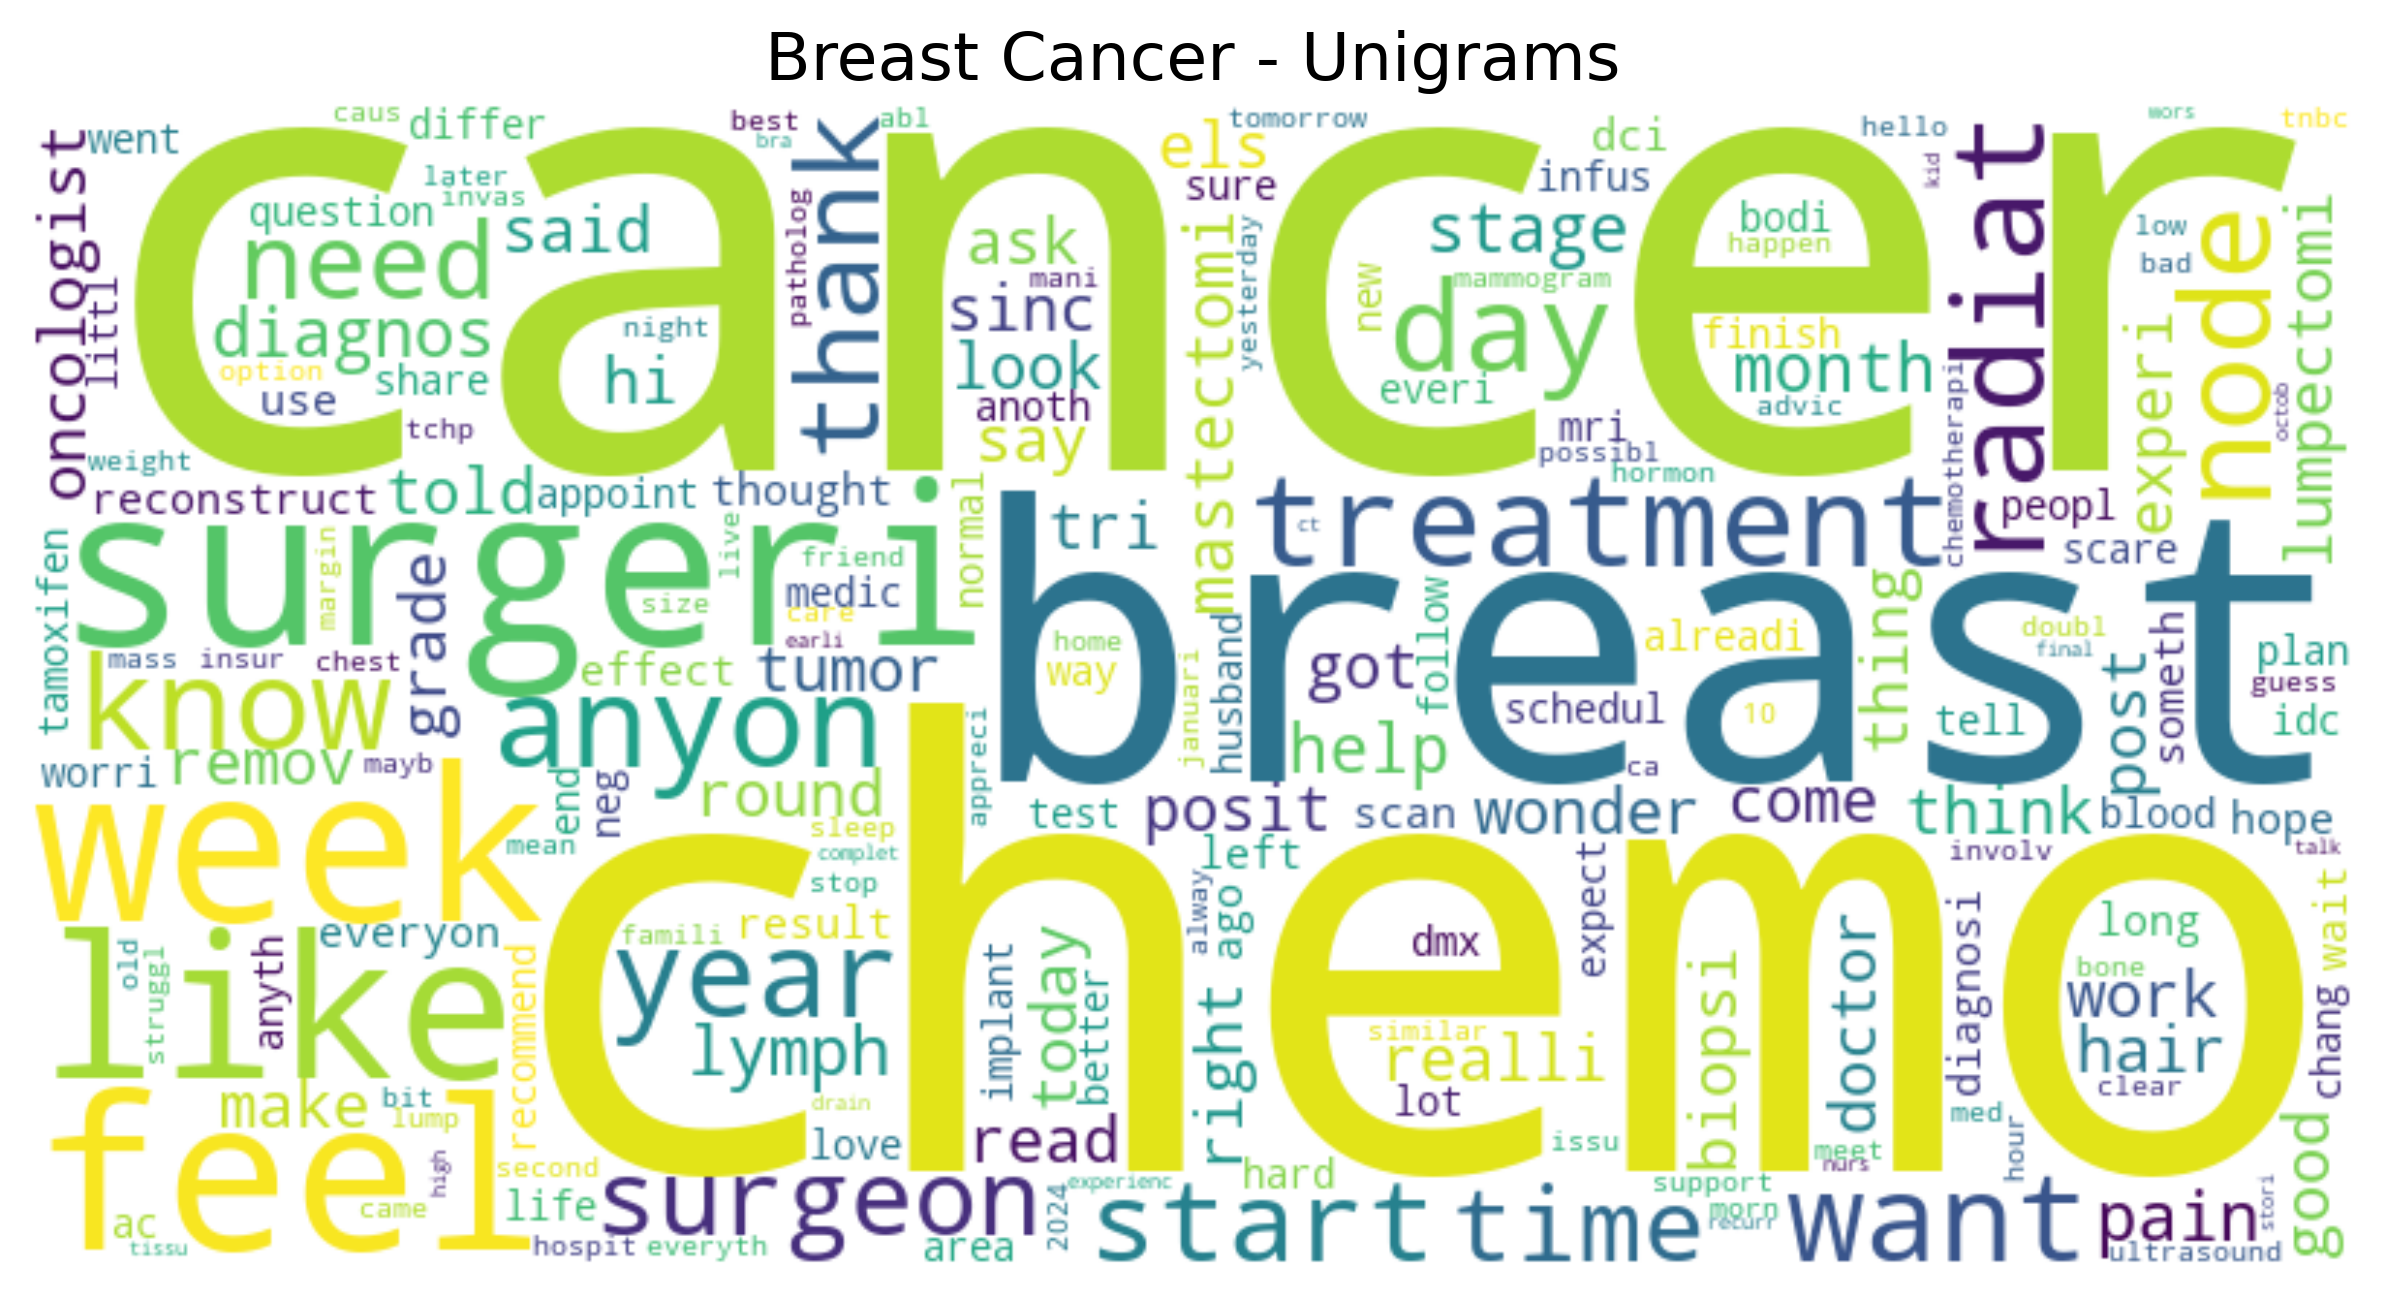 Breast Cancer - Unigrams
caus
differ
best
bra
abl
tomorrow
els
dci
hello
wors
tnbc
went
oncologist
cancer
later
invas
thank
sure
infus
kid
radiat
question
said
need
patholog
ask
mani
mastectomi
yesterday
stage
bodi
happen
low
bad
node
lumpectomi
littl
diagnos
night
sinc
new
mammogram
day
finish
experi
option
share
hi
look
everi
month
use
anoth
advic
octob
tchp
say
mri
possibl
chemotherapi
weight
hormon
reconstruct
told
appoint
thought
normal
treatment
ct
peopl
surgeri
tri
scare
tamoxifen
margin
live
friend
breast
grade
size
medic
care
follow
thing
earli
home
husband
alreadi
doubl
final
someth
mass
insur
chest
effect
tumor
way
januari
got
post
plan
know
anyon
schedul
10
tell
guess
idc
appreci
help
worri
remov
mayb
ca
end
neg
round
test
posit
scan
wonder
come
think
blood
hope
week
mean
sleep
complet
left
involv
talk
chemo
stop
alway
expect
everyon
famili
result
ago
dmx
doctor
diagnosi
long
wait
like
old
struggl
anyth
recommend
year
implant
today
better
right
biopsi
bone
work
chang
lymph
similar
realli
hair
make
bit
lump
drain
lot
clear
med
feel
high
love
read
issu
meet
nurs
hour
good
second
hard
experienc
support
came
life
surgeon
2024
start
time
morn
recurr
want
pain
stori
ac
tissu
hospit
everyth
area
ultrasound